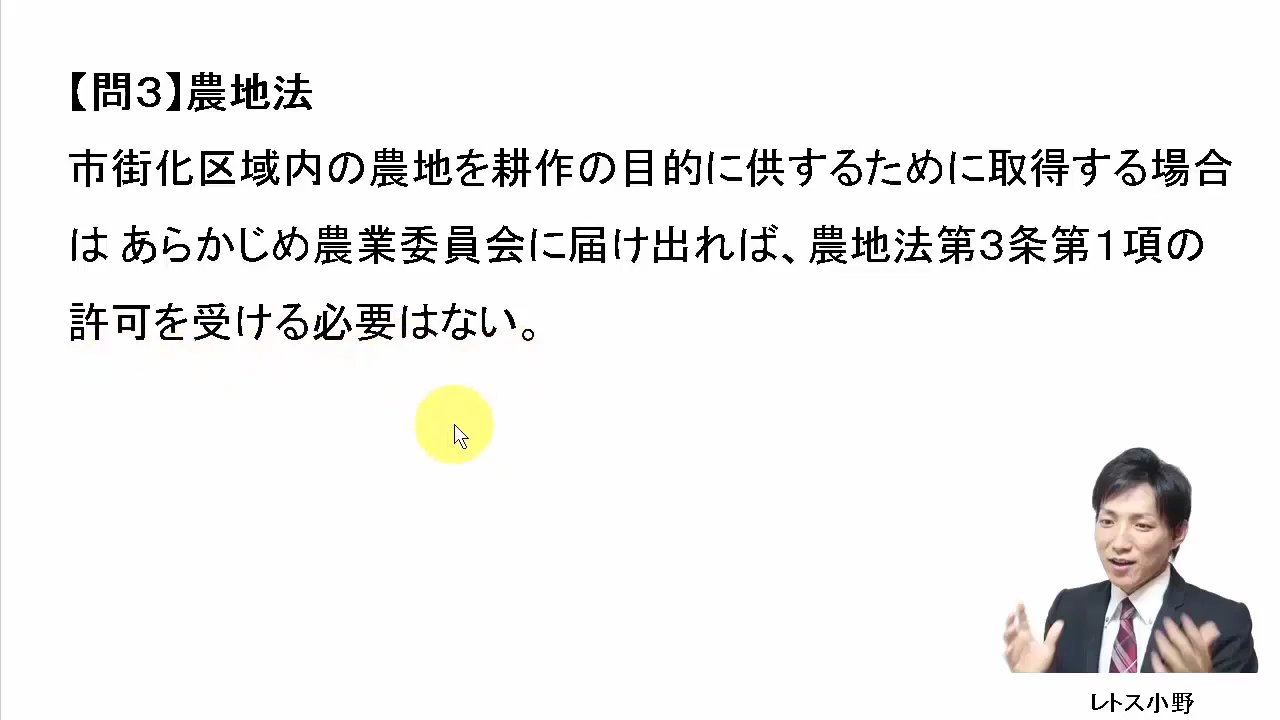 【問３】農地法
市街化区域内の農地を耕作の目的に供するために取得する場合
は あらかじめ農業委員会に届け出れば、農地法第３条第１項の
許可を受ける必要はない。
レトス小野